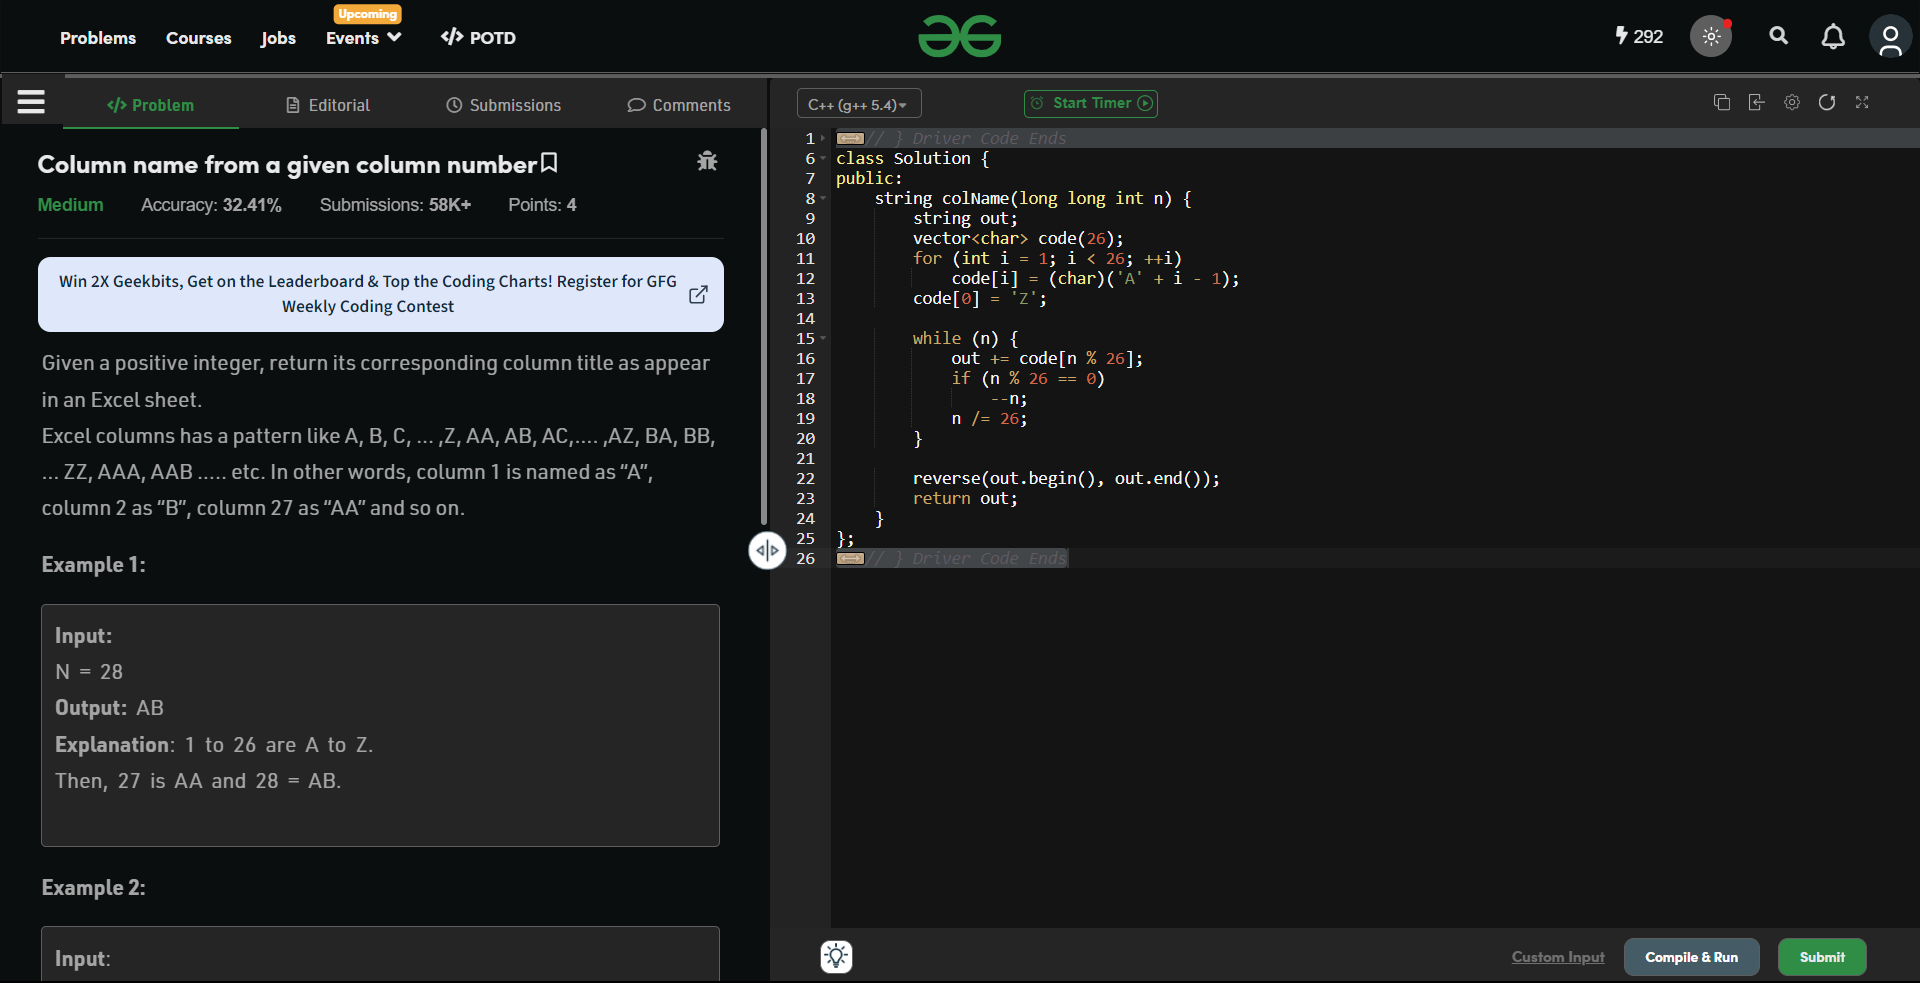 Upcoming
Problems Courses Jobs Events </> POTD
292
</> Problem Editorial Submissions Comments
Column name from a given column number
Medium Accuracy: 32.41% Submissions: 58K+ Points: 4
Win 2X Geekbits, Get on the Leaderboard & Top the Coding Charts! Register for GFG
Weekly Coding Contest
Given a positive integer, return its corresponding column title as appear
in an Excel sheet.
Excel columns has a pattern like A, B, C, ... ,Z, AA, AB, AC,.... ,AZ, BA, BB,
... ZZ, AAA, AAB ..... etc. In other words, column 1 is named as “A”,
column 2 as “B”, column 27 as “AA” and so on.
Example 1:
Input:
N = 28
Output: AB
Explanation: 1 to 26 are A to Z.
Then, 27 is AA and 28 = AB.
Example 2:
Input:
C++ (g++ 5.4)
Start Timer
1 // } Driver Code Ends
6 class Solution {
7 public:
8     string colName(long long int n) {
9         string out;
10         vector<char> code(26);
11         for (int i = 1; i < 26; ++i)
12             code[i] = (char)('A' + i - 1);
13         code[0] = 'Z';
14
15         while (n) {
16             out += code[n % 26];
17             if (n % 26 == 0)
18                 --n;
19             n /= 26;
20         }
21
22         reverse(out.begin(), out.end());
23         return out;
24     }
25 };
26 // } Driver Code Ends
Custom Input Compile & Run Submit